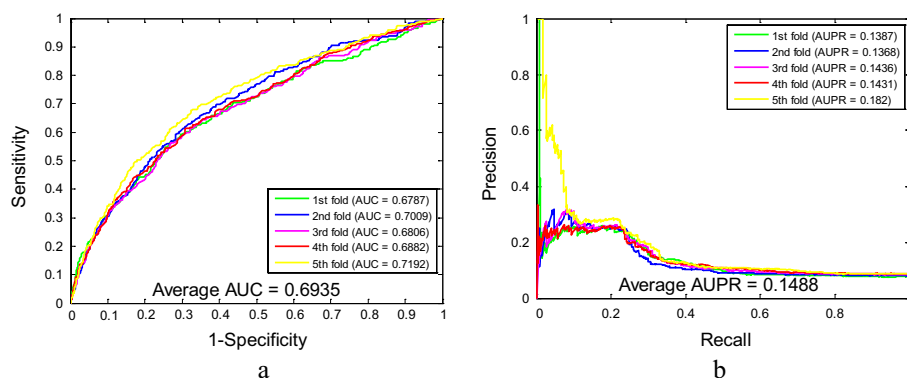 1
0.9
0.8
0.7
0.6
0.5
0.4
0.3
0.2
0.1
0
Sensitivity
1st fold (AUC = 0.6787)
2nd fold (AUC = 0.7009)
3rd fold (AUC = 0.6806)
4th fold (AUC = 0.6882)
5th fold (AUC = 0.7192)
Average AUC = 0.6935
0 0.1 0.2 0.3 0.4 0.5 0.6 0.7 0.8 0.9 1
1-Specificity
a
1
0.8
0.6
0.4
0.2
0
Precision
1st fold (AUPR = 0.1387)
2nd fold (AUPR = 0.1368)
3rd fold (AUPR = 0.1436)
4th fold (AUPR = 0.1431)
5th fold (AUPR = 0.182)
Average AUPR = 0.1488
0 0.2 0.4 0.6 0.8
Recall
b